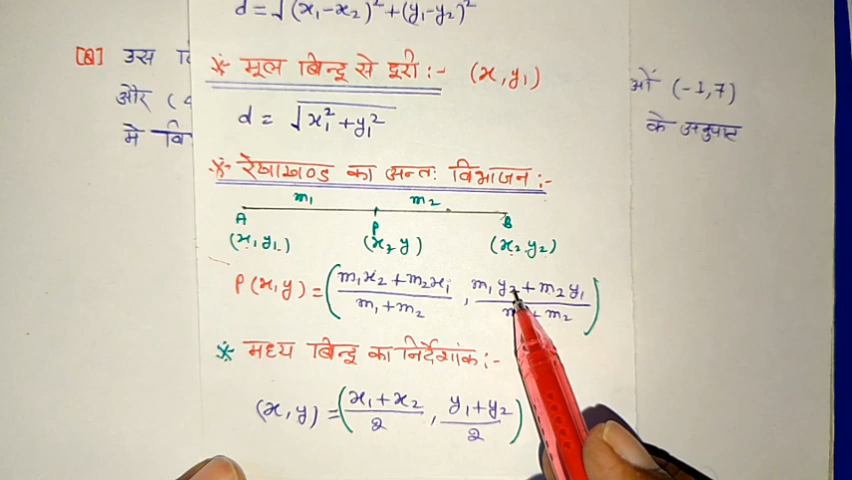 d = √(x₁-x₂)²+(y₁-y₂)²
[Q] उस
* मूल बिन्दू से दूरी :- (x, y₁)
ओं (-1,7)
और (
d = √x₁²+y₁²
के अनुपात
मे वि
* रेखाखण्ड का अन्तः विभाजन :-
m₁ m₂
A P B
(x₁ y₁) (x, y) (x₂ y₂)
P(x,y) = (m₁x₂+m₂x₁/m₁+m₂, m₁y₂+m₂y₁/m₁+m₂)
* मध्य बिन्दू का निर्देशांक :-
(x, y) = (x₁+x₂/2, y₁+y₂/2)